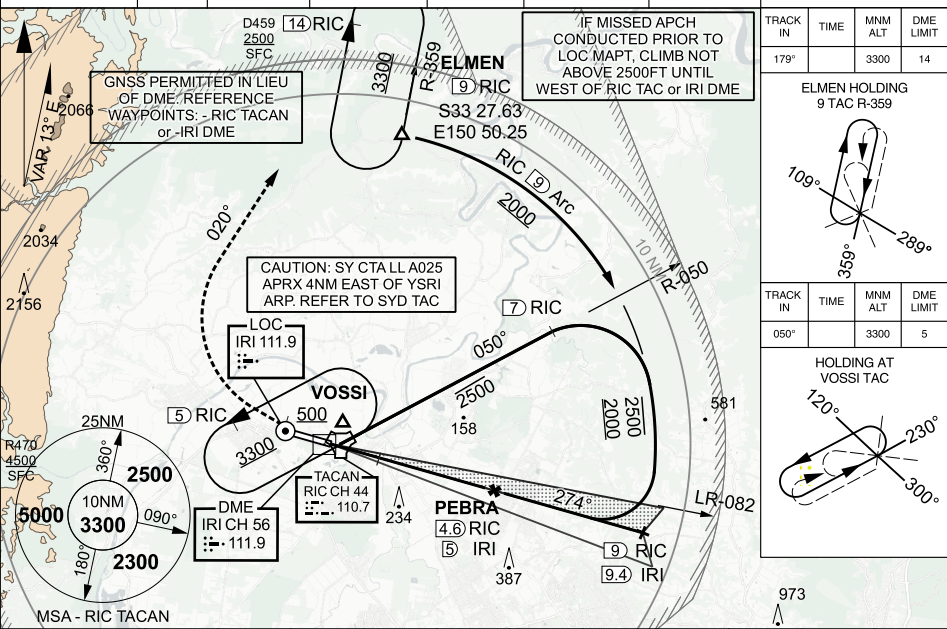 D459
2500
SFC
14 RIC
3300
R-359
ELMEN
9 RIC
S33 27.63
E150 50.25
IF MISSED APCH
CONDUCTED PRIOR TO
LOC MAPT, CLIMB NOT
ABOVE 2500FT UNTIL
WEST OF RIC TAC or IRI DME
GNSS PERMITTED IN LIEU
OF DME. REFERENCE
WAYPOINTS: - RIC TACAN
or -IRI DME
2066
VAR 13° E
2034
2156
020°
RIC 9 Arc
2000
10 NM
R-050
CAUTION: SY CTA LL A025
APRX 4NM EAST OF YSRI
ARP. REFER TO SYD TAC
7 RIC
050°
2500
LOC
IRI 111.9
VOSSI
5 RIC
500
3300
158
2500
2000
581
R470
4500
SFC
25NM
360°
2500
10NM
3300
5000
090°
180°
2300
MSA - RIC TACAN
DME
IRI CH 56
111.9
TACAN
RIC CH 44
110.7
234
PEBRA
4.6 RIC
5 IRI
387
274°
LR-082
9 RIC
9.4 IRI
973
TRACK IN TIME MNM ALT DME LIMIT
179° 3300 14
ELMEN HOLDING
9 TAC R-359
109°
289°
359°
TRACK IN TIME MNM ALT DME LIMIT
050° 3300 5
HOLDING AT
VOSSI TAC
120°
230°
300°